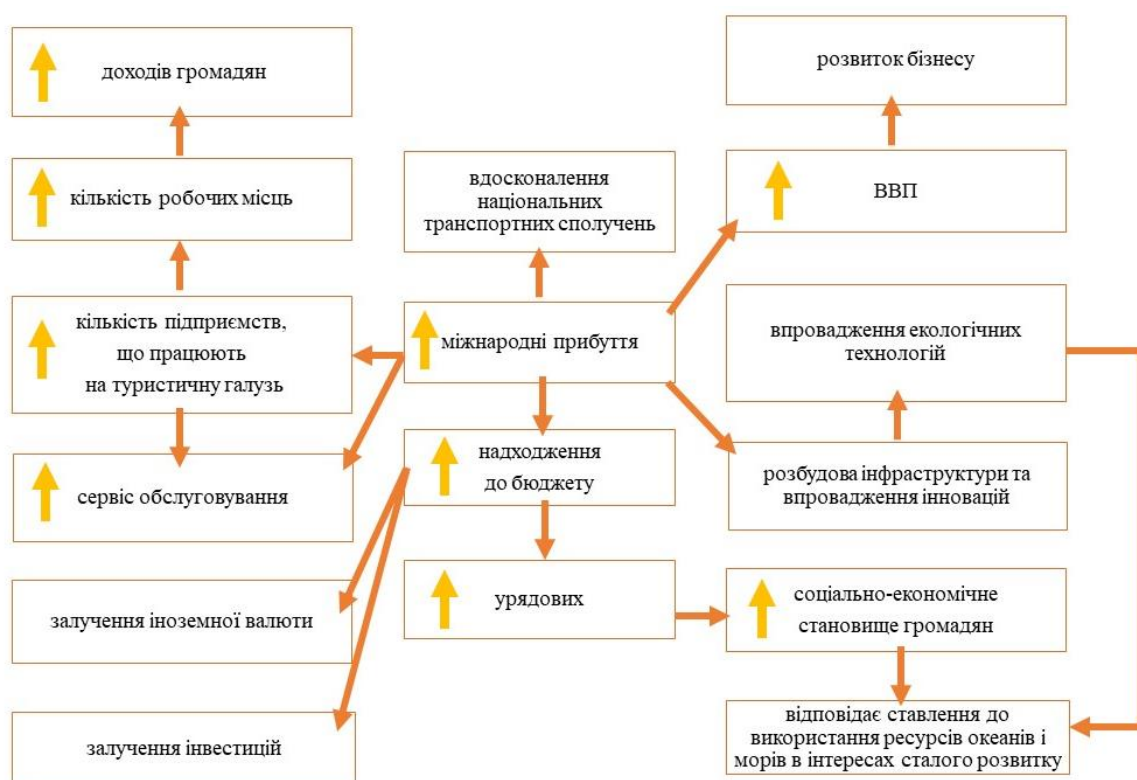 доходів громадян
розвиток бізнесу
кількість робочих місць
вдосконалення
національних
транспортних сполучень
ВВП
кількість підприємств,
що працюють
на туристичну галузь
міжнародні прибуття
впровадження екологічних
технологій
сервіс обслуговування
надходження
до бюджету
розбудова інфраструктури та
впровадження інновацій
залучення іноземної валюти
урядових
соціально-економічне
становище громадян
залучення інвестицій
відповідає ставлення до
використання ресурсів океанів і
морів в інтересах сталого розвитку